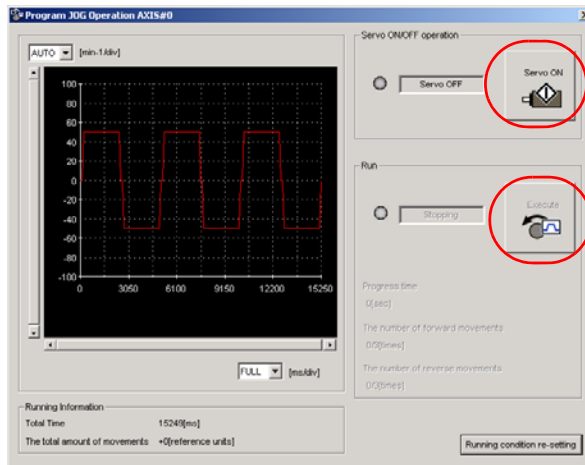 Program JOG Operation AXIS#0
AUTO [min-1/div]
100
80
60
40
20
0
-20
-40
-60
-80
-100
0 3050 6100 9150 12200 15250
FULL [ms/div]
Running Information
Total Time 15248[ms]
The total amount of movements +0[reference units]
Servo ON/OFF operation
Servo OFF
Servo ON
Run
Stopping
Execute
Progress time
0[sec]
The number of forward movements
0/3[times]
The number of reverse movements
0/3[times]
Running condition re-setting